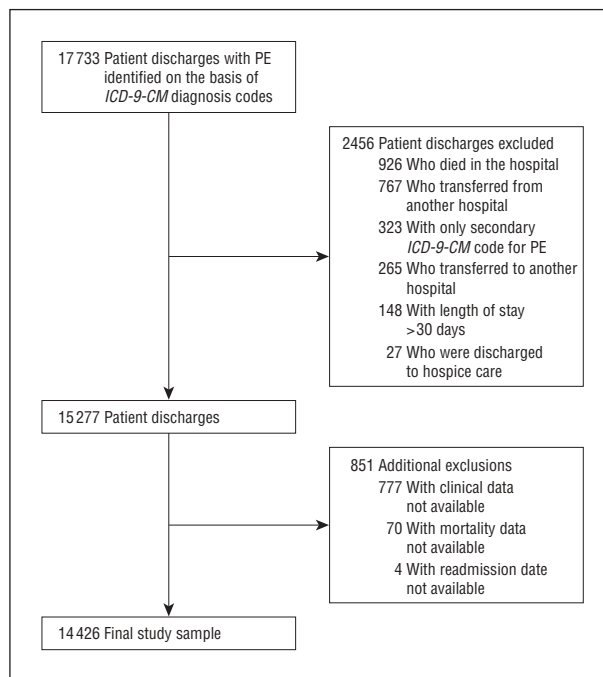 17 733 Patient discharges with PE
identified on the basis of
ICD-9-CM diagnosis codes
2456 Patient discharges excluded
926 Who died in the hospital
767 Who transferred from
another hospital
323 With only secondary
ICD-9-CM code for PE
265 Who transferred to another
hospital
148 With length of stay
>30 days
27 Who were discharged
to hospice care
15 277 Patient discharges
851 Additional exclusions
777 With clinical data
not available
70 With mortality data
not available
4 With readmission date
not available
14 426 Final study sample